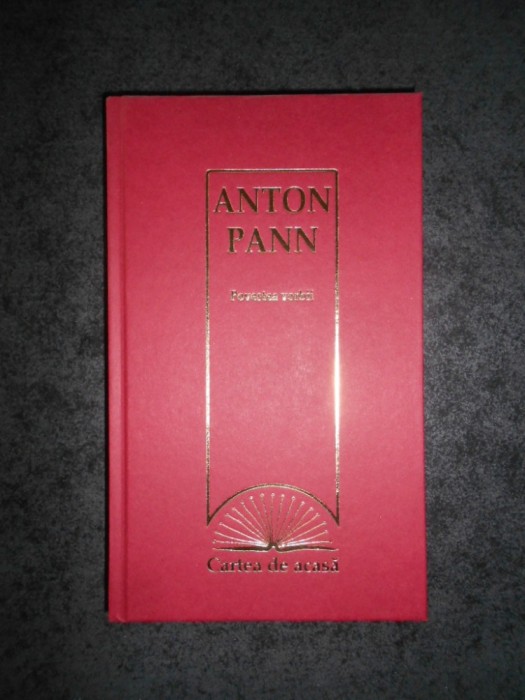 ANTON
PANN
Povestea vorbii
Cartea de acasă